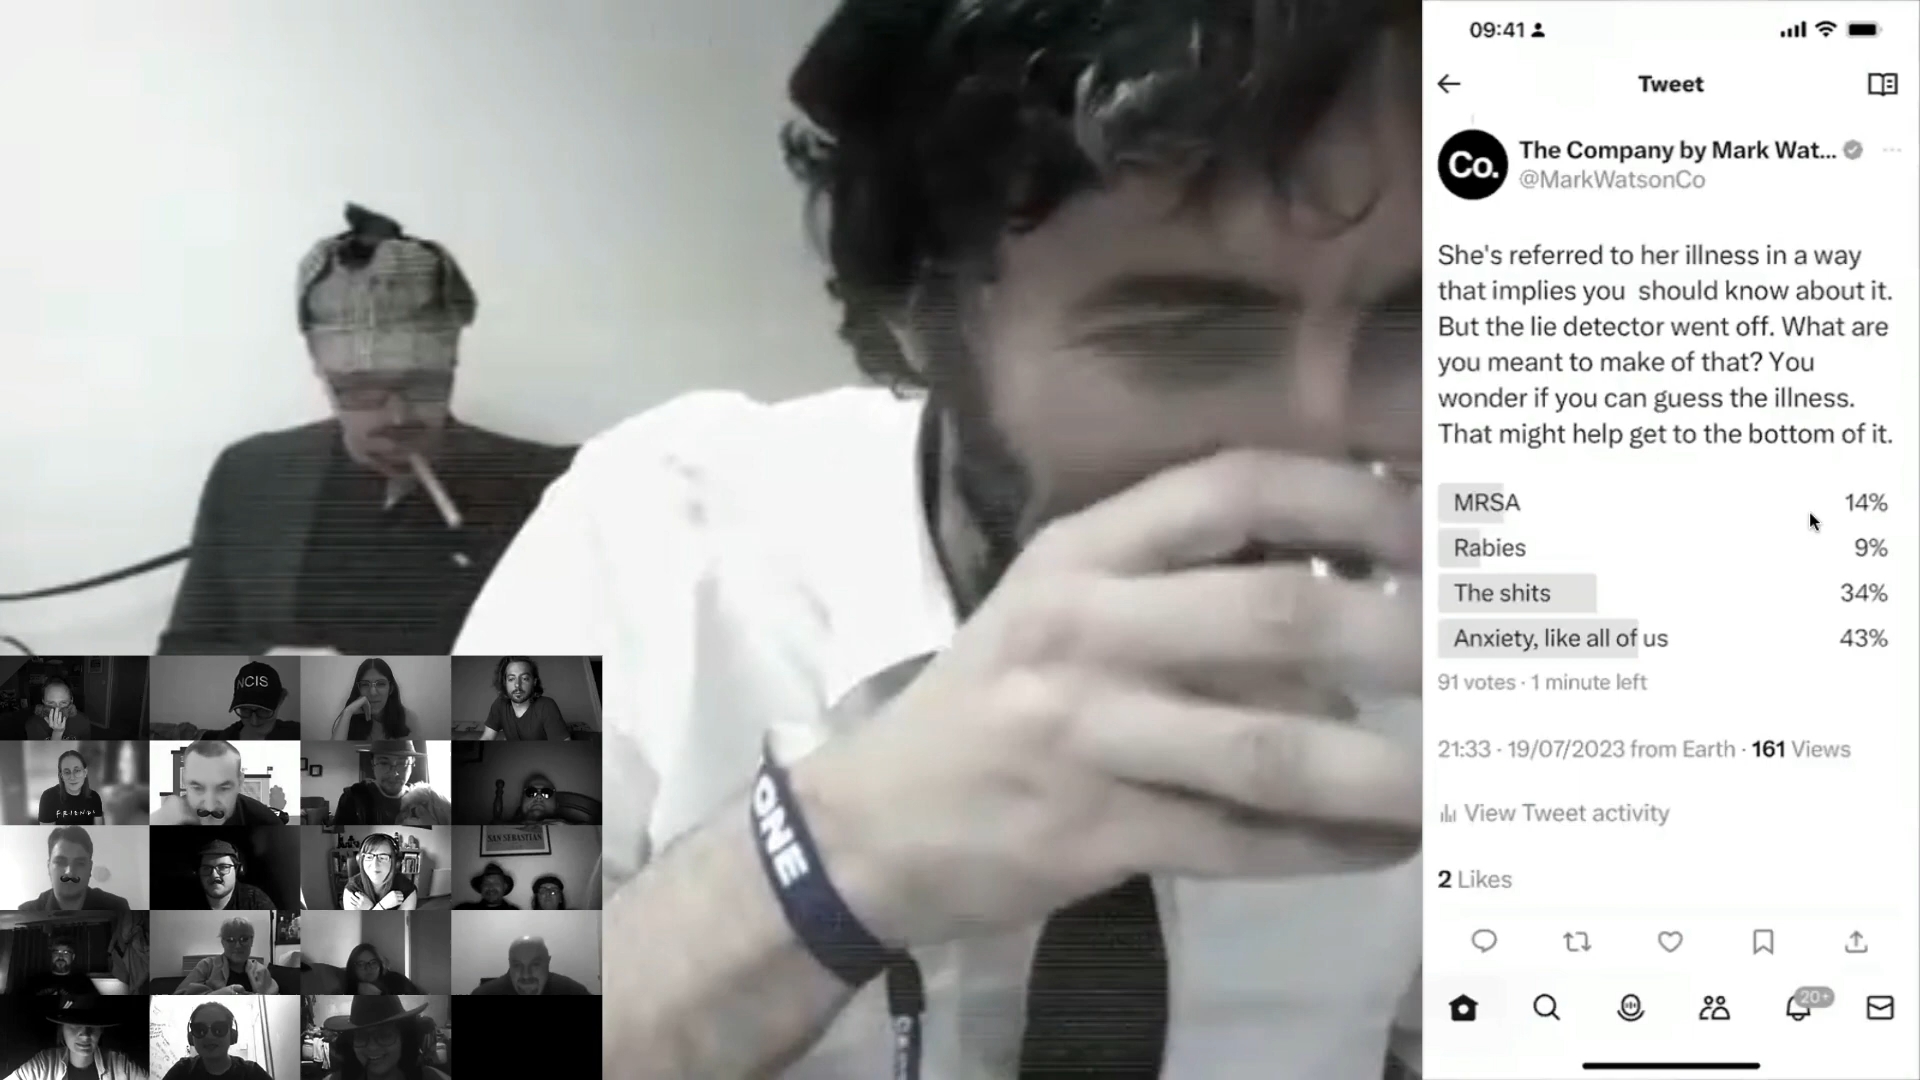 NCIS
FRIENDS
SAN SEBASTIAN
ONE
09:41
Tweet
Co.
The Company by Mark Wat...
@MarkWatsonCo
She's referred to her illness in a way
that implies you should know about it.
But the lie detector went off. What are
you meant to make of that? You
wonder if you can guess the illness.
That might help get to the bottom of it.
MRSA 14%
Rabies 9%
The shits 34%
Anxiety, like all of us 43%
91 votes · 1 minute left
21:33 · 19/07/2023 from Earth · 161 Views
View Tweet activity
2 Likes
20+